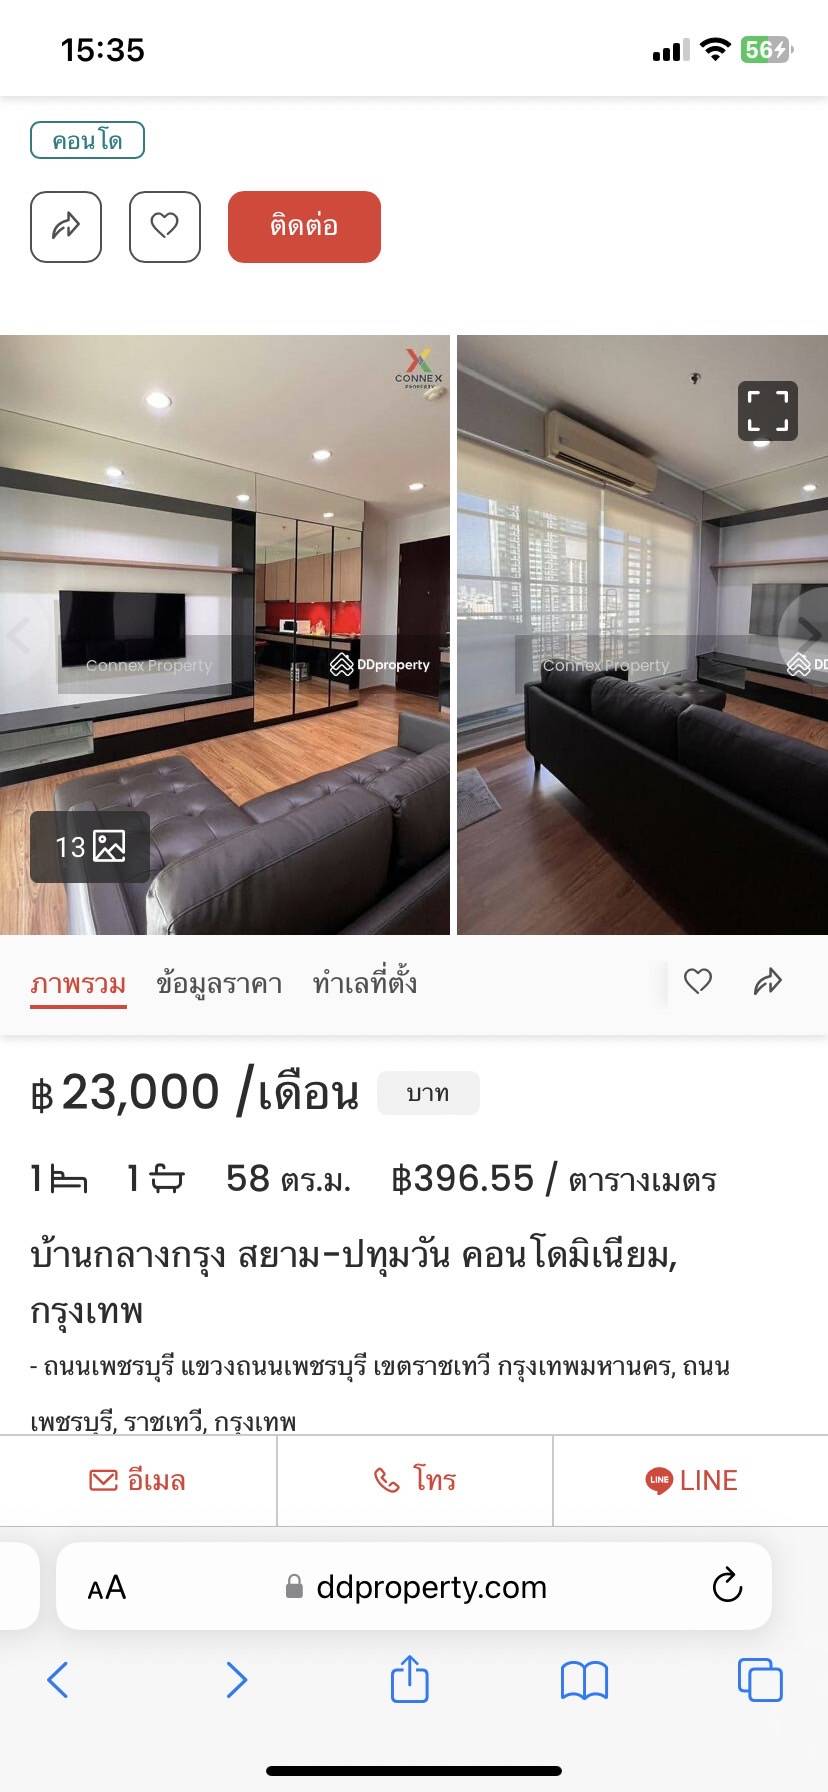 15:35
56
คอนโด
ติดต่อ
CONNEX
PROPERTY
Connex Property
DDproperty
Connex Property
DD
13
ภาพรวม ข้อมูลราคา ทำเลที่ตั้ง
฿ 23,000 /เดือน บาท
1 1 58 ตร.ม. ฿396.55 / ตารางเมตร
บ้านกลางกรุง สยาม-ปทุมวัน คอนโดมิเนียม,
กรุงเทพ
- ถนนเพชรบุรี แขวงถนนเพชรบุรี เขตราชเทวี กรุงเทพมหานคร, ถนน
เพชรบุรี, ราชเทวี, กรุงเทพ
อีเมล โทร LINE LINE
AA ddproperty.com